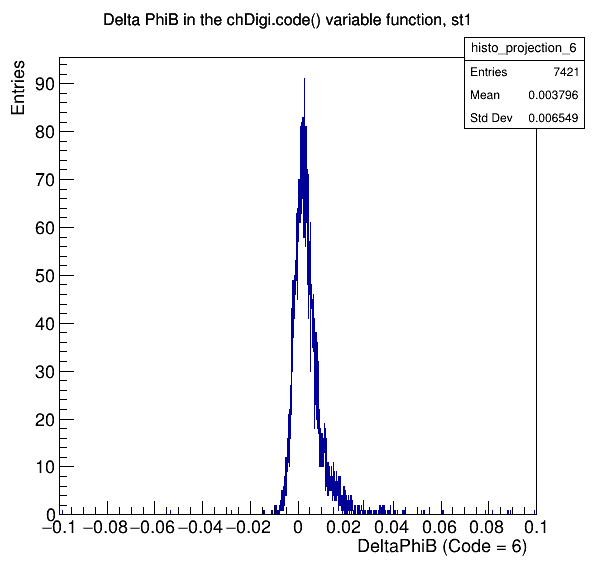 Delta PhiB in the chDigi.code() variable function, st1
histo_projection_6
Entries 7421
Mean 0.003796
Std Dev 0.006549
Entries
90
80
70
60
50
40
30
20
10
0
−0.1 −0.08 −0.06 −0.04 −0.02 0 0.02 0.04 0.06 0.08 0.1
DeltaPhiB (Code = 6)